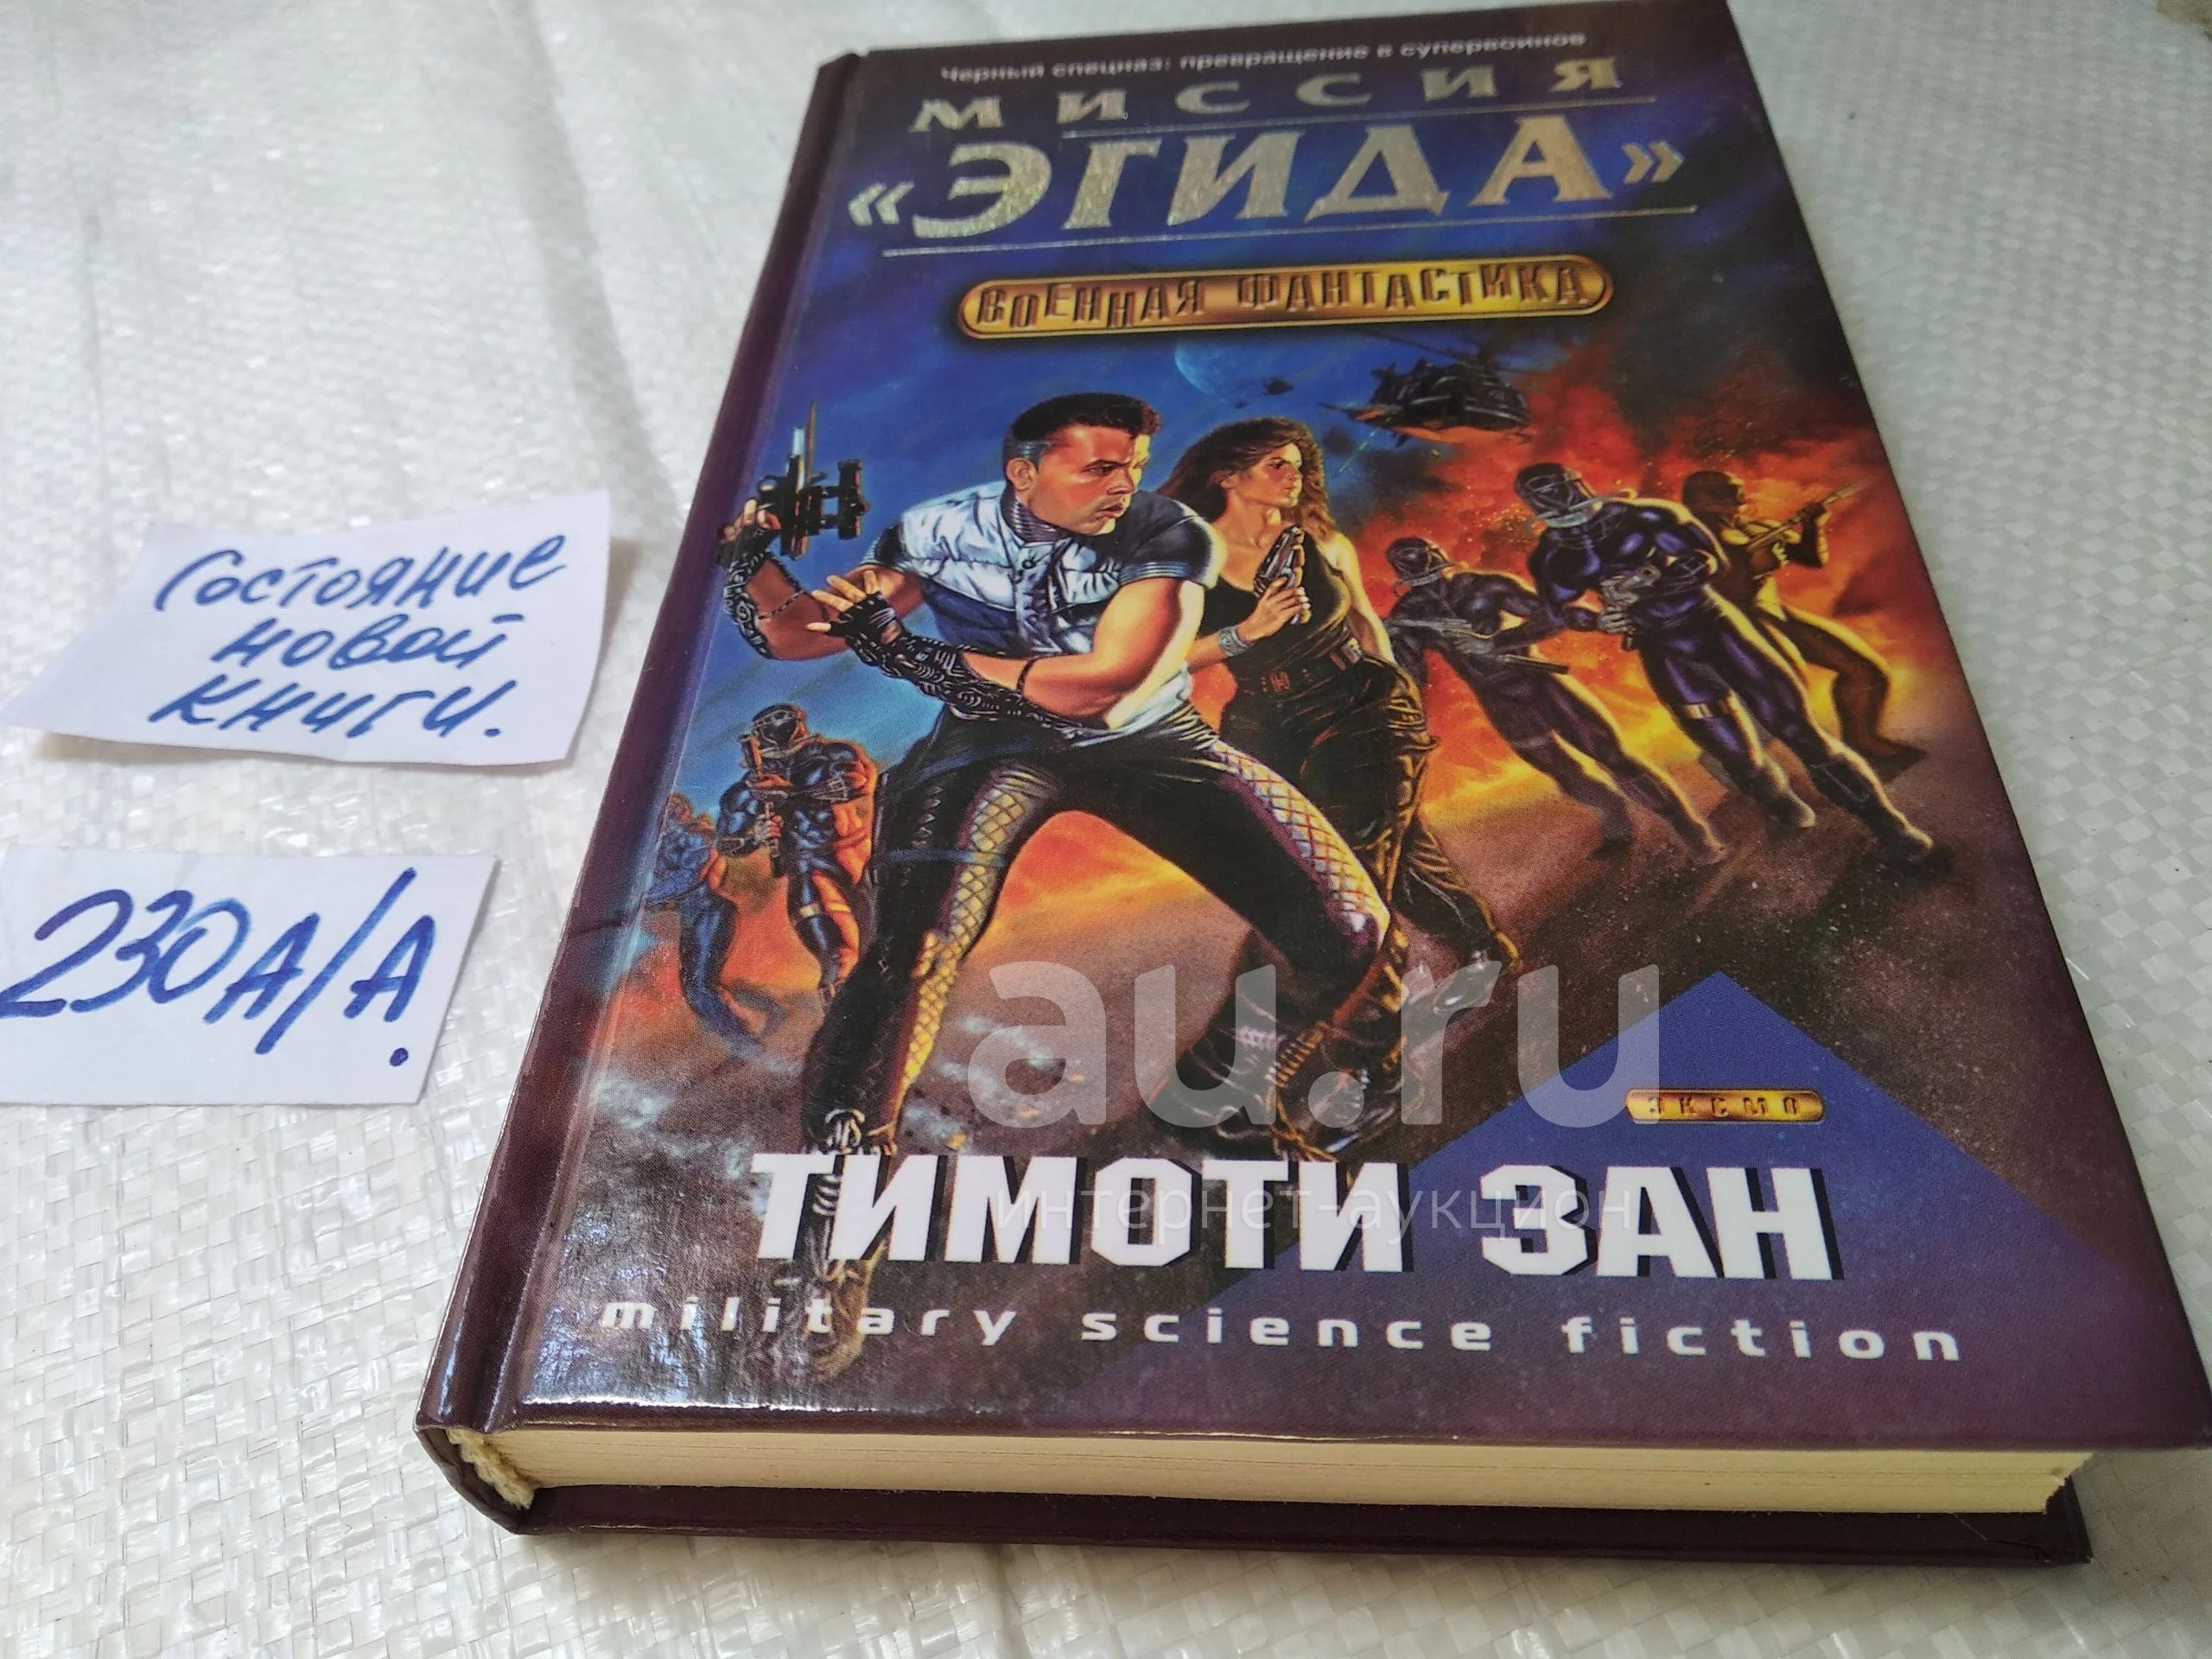 Черный спецназ: превращение в супервоинов
МИССИЯ
«ЭГИДА»
ВОЕННАЯ ФАНТАСТИКА
Состояние
новой
книги.
230А/А.
au.ru
ЭКСМО
ТИМОТИ ЗАН
интернет-аукцион
military science fiction